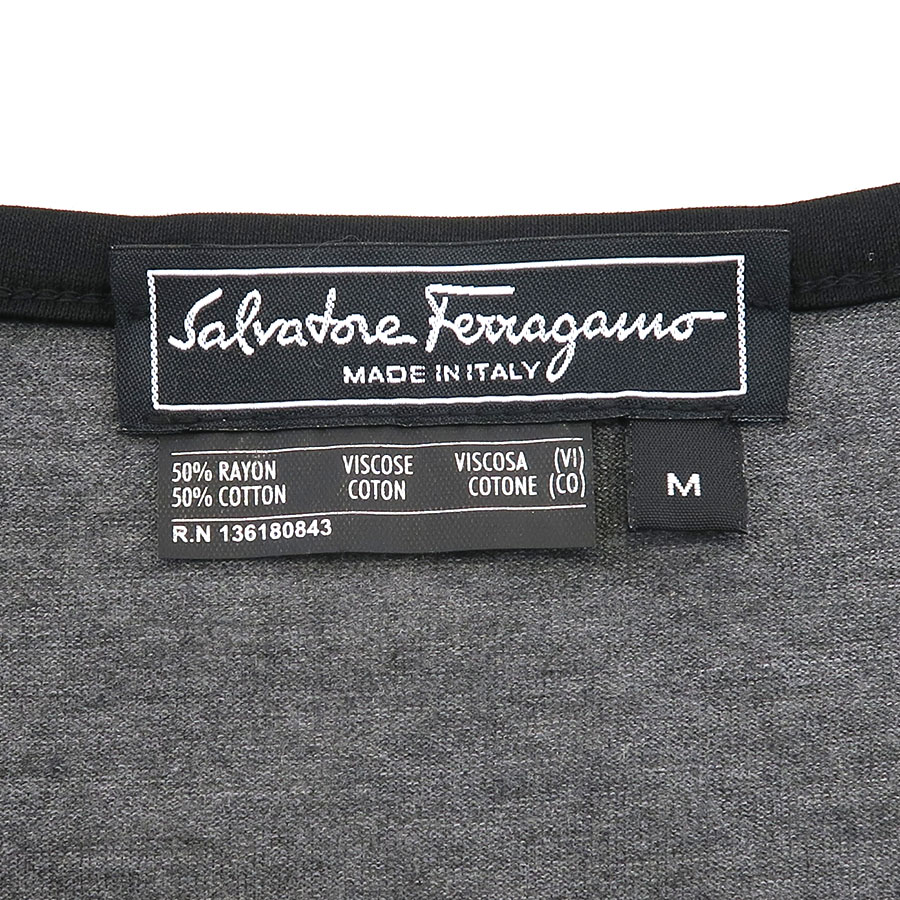 Salvatore Ferragamo
MADE IN ITALY
50% RAYON VISCOSE VISCOSA (VI)
50% COTTON COTON COTONE (CO)
R.N 136180843
M